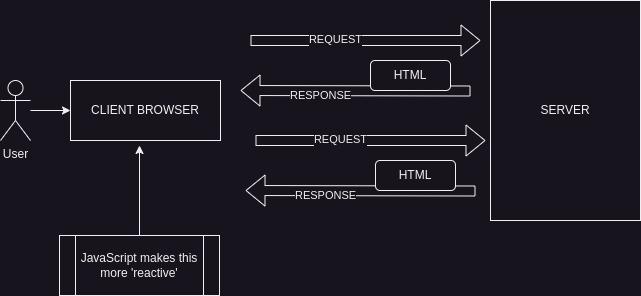 REQUEST
HTML
RESPONSE
CLIENT BROWSER
SERVER
REQUEST
User
HTML
RESPONSE
JavaScript makes this
more 'reactive'